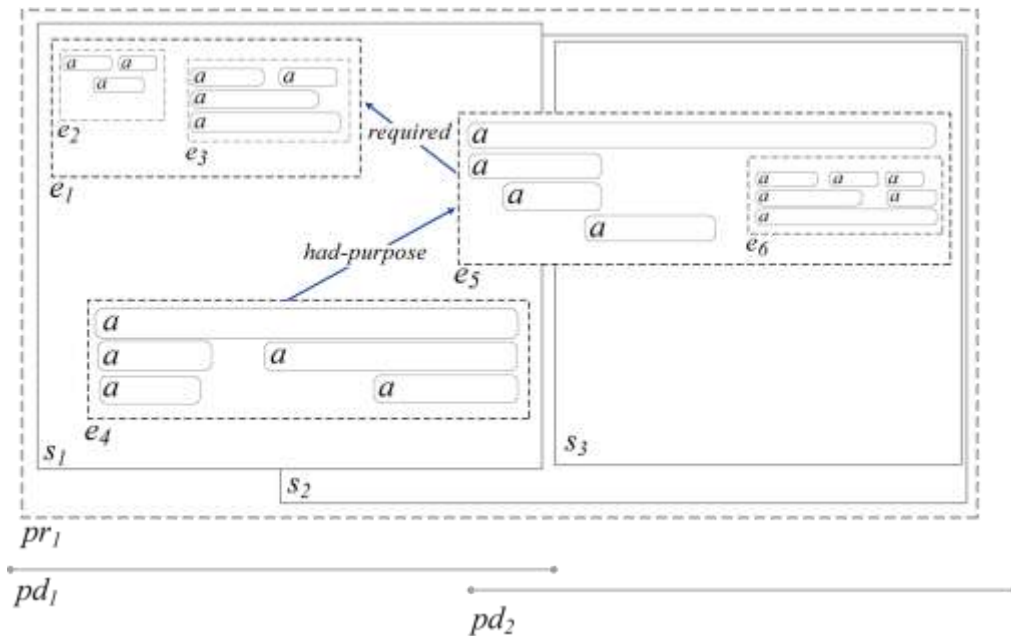 a a
a
e2
a a
a
a
e3
e1
required
a
a
a
a
a a a
a a
a
e6
e5
had-purpose
a
a a
a a
e4
s1
s3
s2
pr1
pd1
pd2